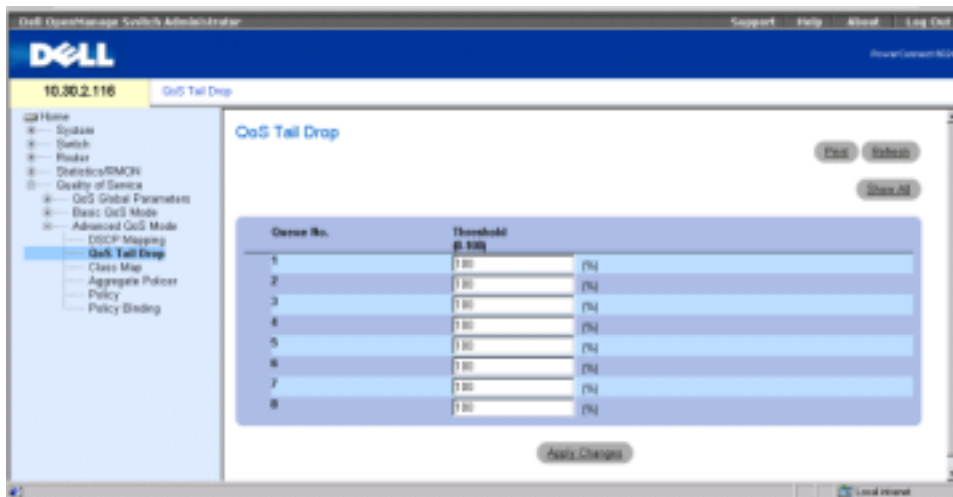 Dell OpenManage Switch Administrator
Support Help About Log Out
DELL
PowerConnect
10.30.2.116
QoS Tail Drop
Home
System
Switch
Router
Statistics/RMON
Quality of Service
QoS Global Parameters
Basic QoS Mode
Advanced QoS Mode
DSCP Mapping
QoS Tail Drop
Class Map
Aggregate Policer
Policy
Policy Binding
QoS Tail Drop
Print Refresh
Show All
Queue No. Threshold
(0-100)
1 100 (%)
2 100 (%)
3 100 (%)
4 100 (%)
5 100 (%)
6 100 (%)
7 100 (%)
8 100 (%)
Apply Changes
Local intranet